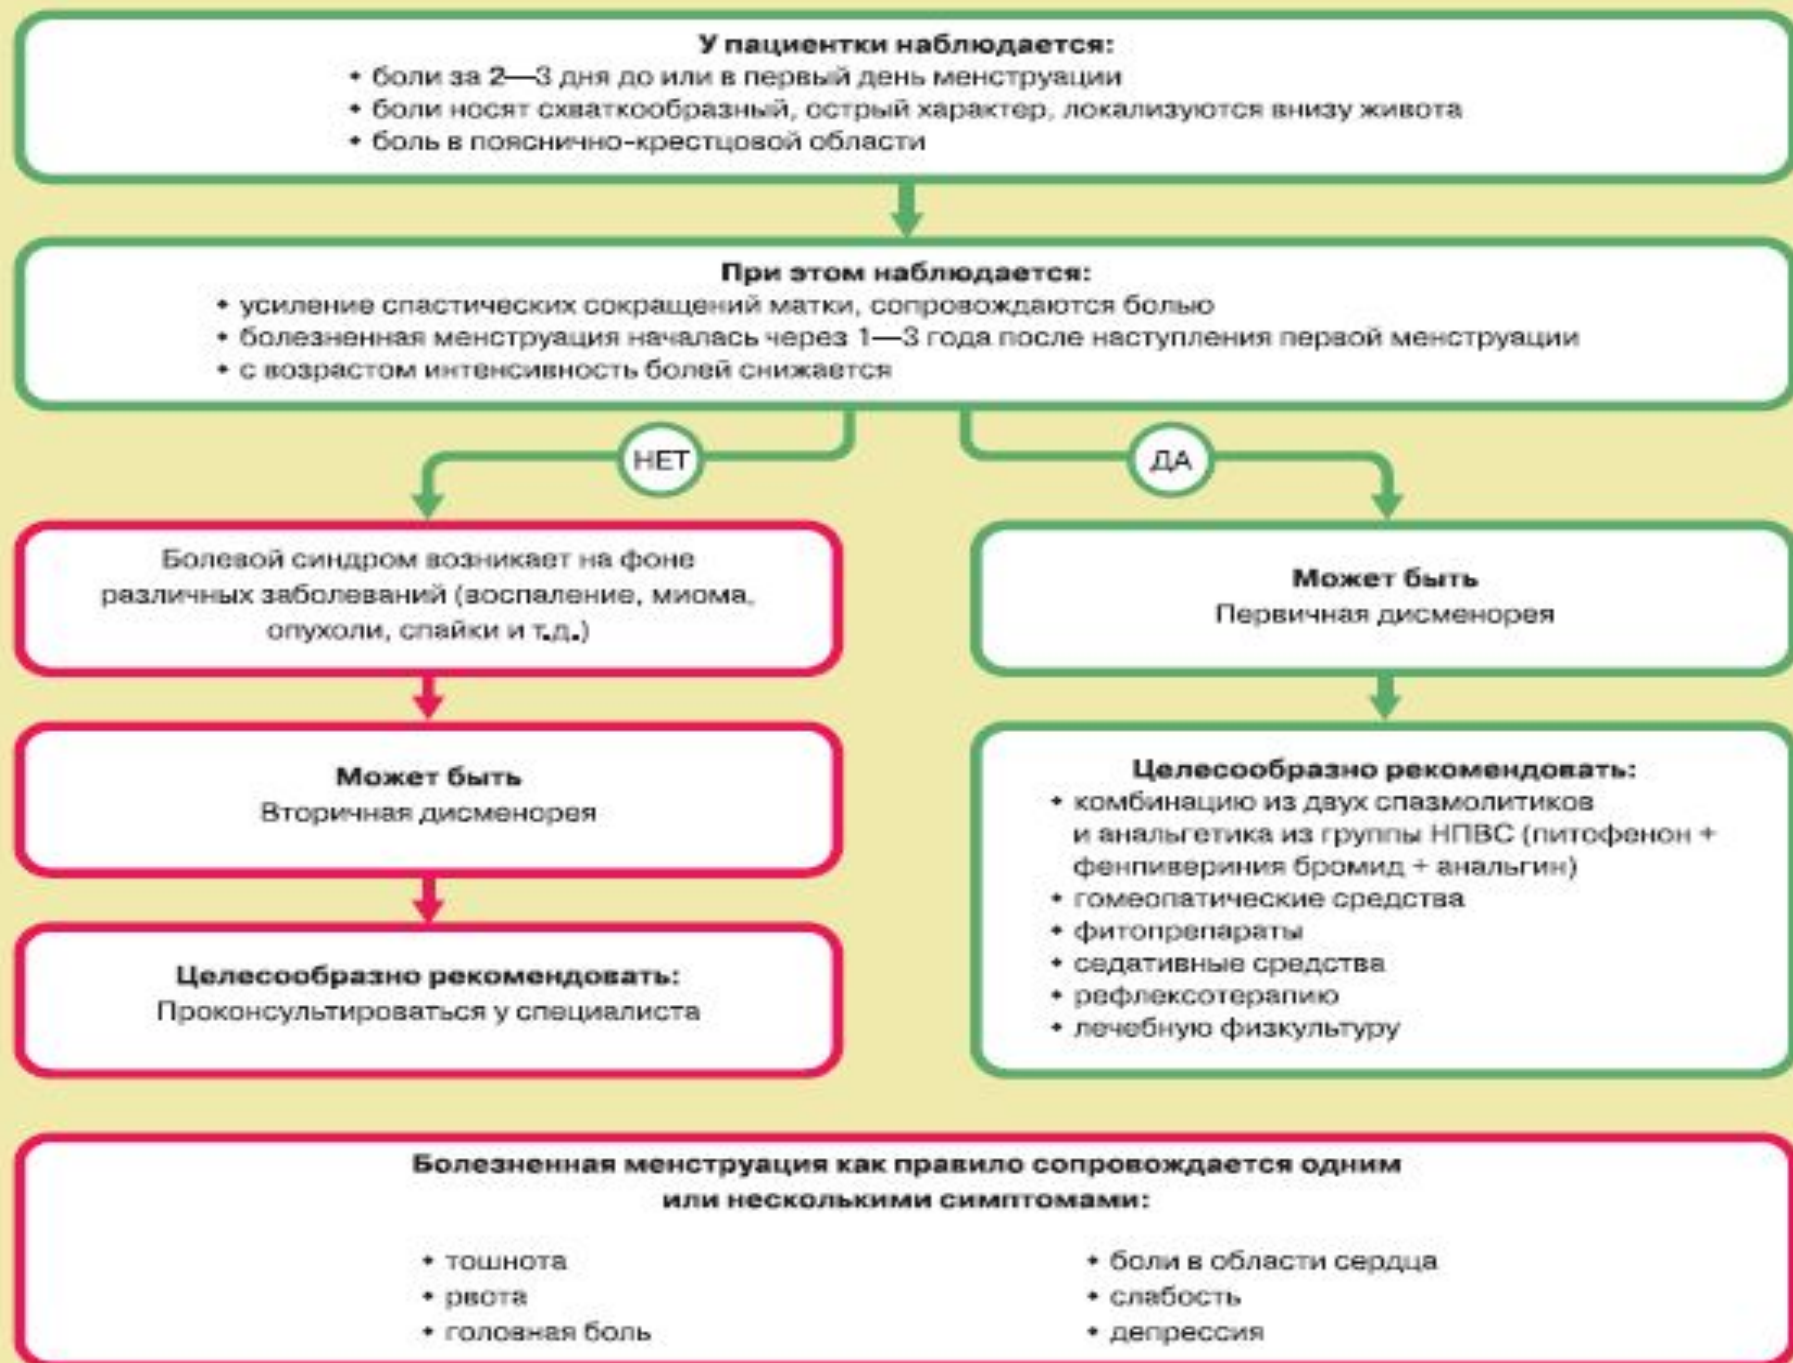 У пациентки наблюдается:
• боли за 2—3 дня до или в первый день менструации
• боли носят схваткообразный, острый характер, локализуются внизу живота
• боль в пояснично-крестцовой области
При этом наблюдается:
• усиление спастических сокращений матки, сопровождаются болью
• болезненная менструация началась через 1—3 года после наступления первой менструации
• с возрастом интенсивность болей снижается
НЕТ
ДА
Болевой синдром возникает на фоне
различных заболеваний (воспаление, миома,
опухоли, спайки и т.д.)
Может быть
Вторичная дисменорея
Целесообразно рекомендовать:
Проконсультироваться у специалиста
Может быть
Первичная дисменорея
Целесообразно рекомендовать:
• комбинацию из двух спазмолитиков
и анальгетика из группы НПВС (питофенон +
фенпивериния бромид + анальгин)
• гомеопатические средства
• фитопрепараты
• седативные средства
• рефлексотерапию
• лечебную физкультуру
Болезненная менструация как правило сопровождается одним
или несколькими симптомами:
• тошнота
• рвота
• головная боль
• боли в области сердца
• слабость
• депрессия